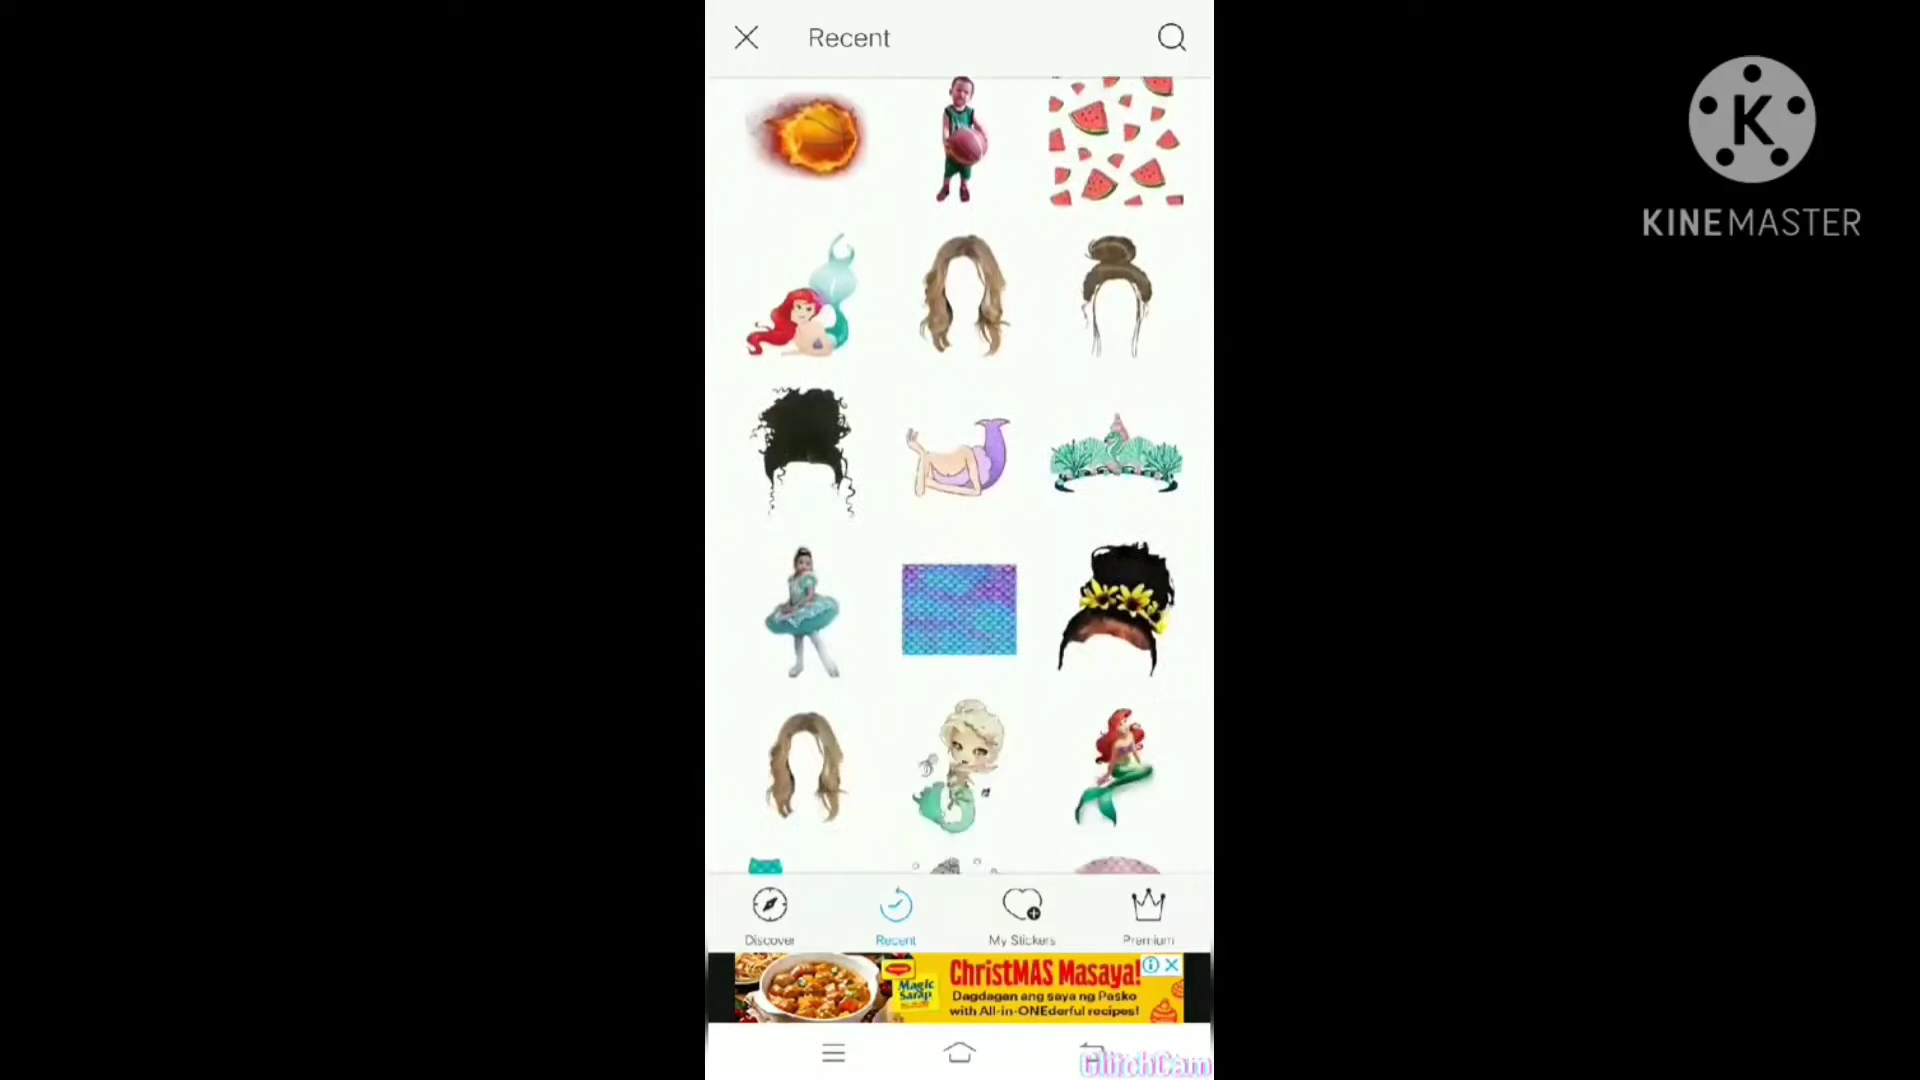 Recent
K
KINEMASTER
Discover
Recent
My Stickers
Premium
MAGGI
Magic Sarap
ChristMAS Masaya!
Dagdagan ang saya ng Pasko
with All-in-ONEderful recipes!
GlitchCam